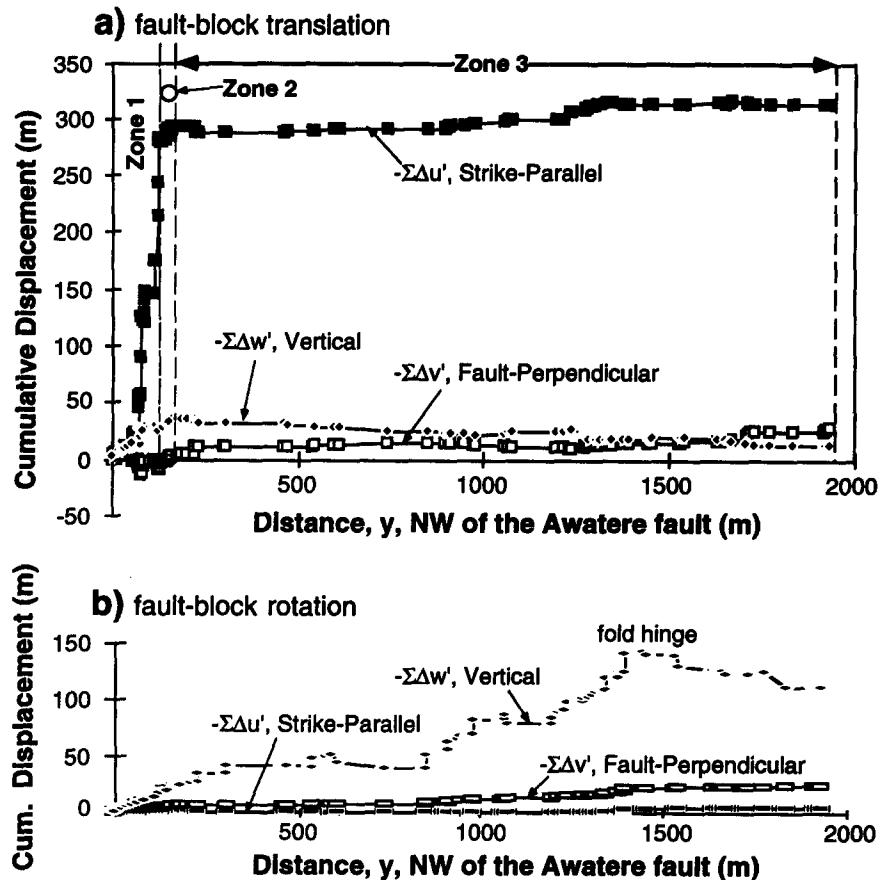 a) fault-block translation
350
300
250
200
150
100
50
0
-50
Cumulative Displacement (m)
Zone 1
Zone 2
Zone 3
-ΣΔu', Strike-Parallel
-ΣΔw', Vertical
-ΣΔv', Fault-Perpendicular
500
1000
1500
2000
Distance, y, NW of the Awatere fault (m)
b) fault-block rotation
150
100
50
0
Cum. Displacement (m)
fold hinge
-ΣΔw', Vertical
-ΣΔu', Strike-Parallel
-ΣΔv', Fault-Perpendicular
500
1000
1500
2000
Distance, y, NW of the Awatere fault (m)